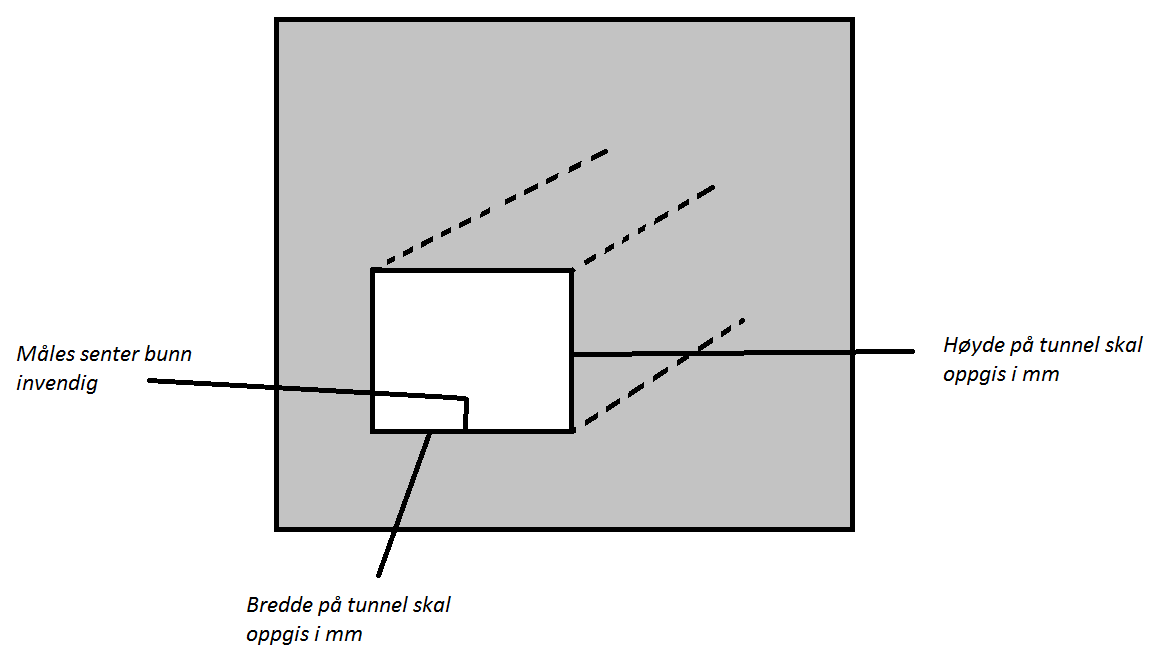 Måles senter bunn
invendig
Høyde på tunnel skal
oppgis i mm
Bredde på tunnel skal
oppgis i mm